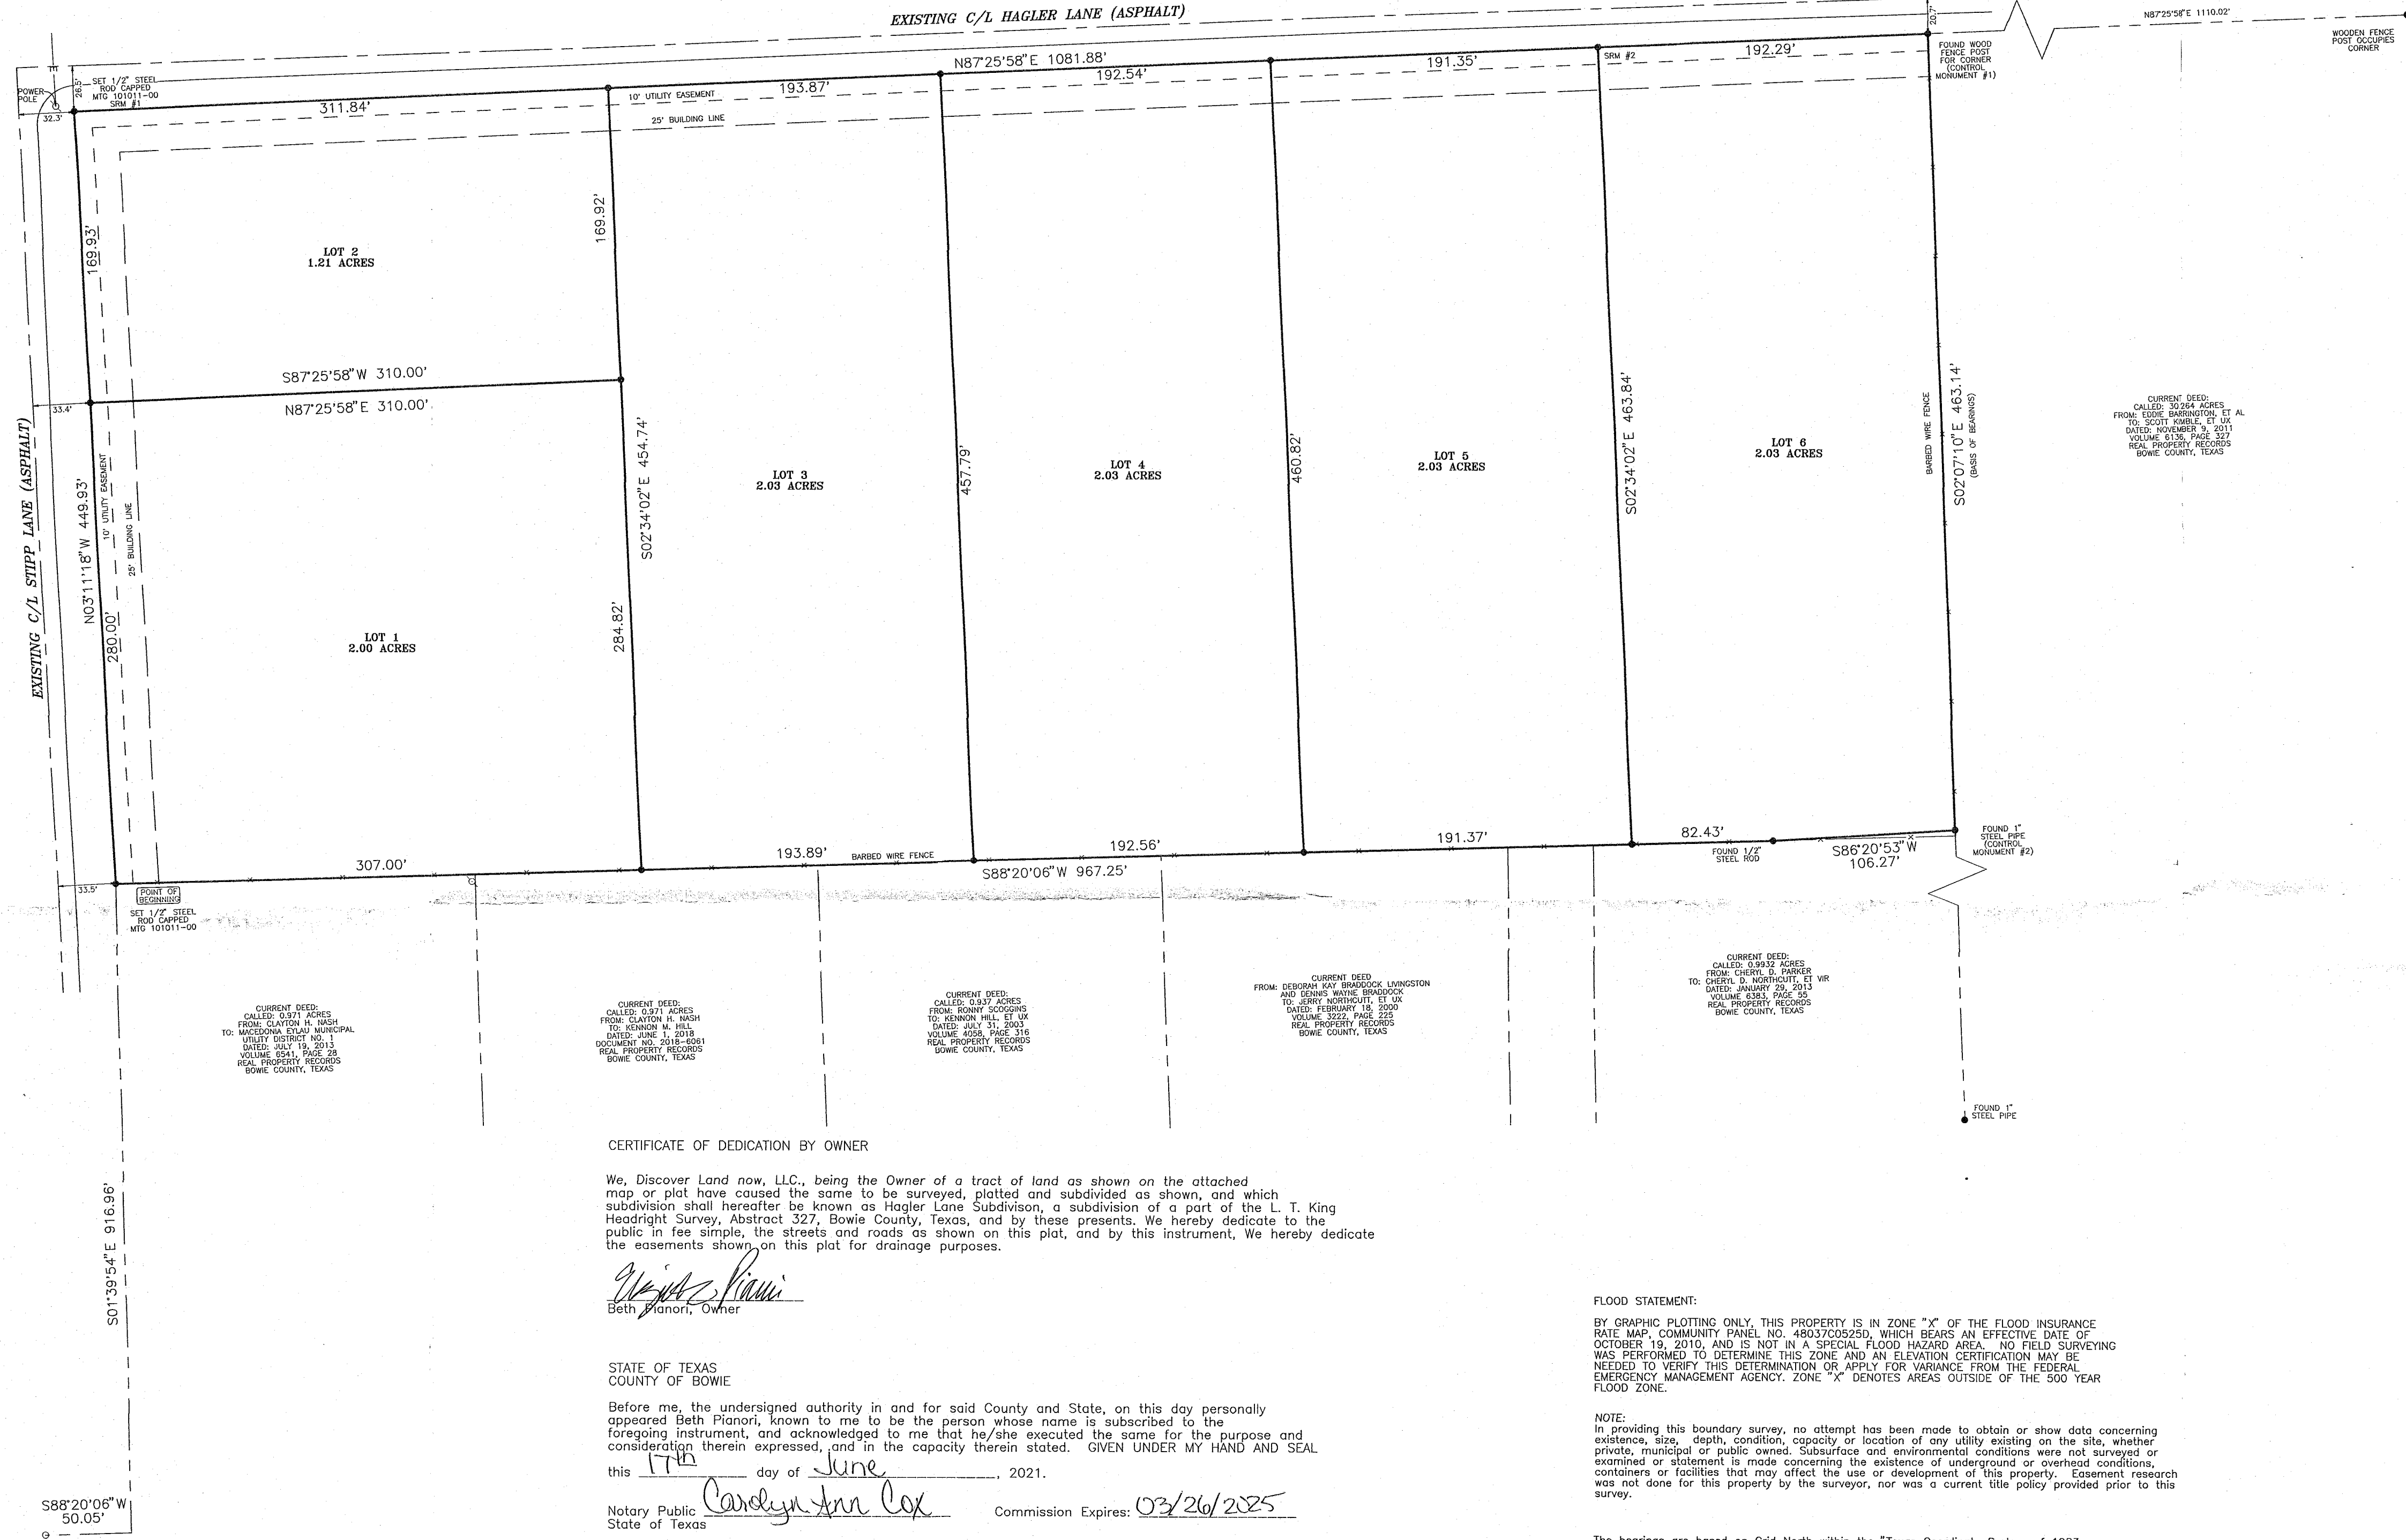 EXISTING C/L HAGLER LANE (ASPHALT)
N87°25'58"E 1110.02'
WOODEN FENCE
POST OCCUPIES
CORNER
20.7'
FOUND WOOD
FENCE POST
FOR CORNER
(CONTROL
MONUMENT #1)
POWER
POLE
26.5'
SET 1/2" STEEL
ROD CAPPED
MTG 101011-00
SRM #1
32.3'
N87°25'58"E 1081.88'
311.84'
193.87'
192.54'
191.35'
SRM #2
192.29'
10' UTILITY EASEMENT
25' BUILDING LINE
169.93'
169.92'
LOT 2
1.21 ACRES
S87°25'58"W 310.00'
N87°25'58"E 310.00'
33.4'
EXISTING C/L STIPP LANE (ASPHALT)
N03°11'18"W 449.93'
280.00'
10' UTILITY EASEMENT
25' BUILDING LINE
LOT 1
2.00 ACRES
284.82'
S02°34'02"E 454.74'
LOT 3
2.03 ACRES
457.79'
LOT 4
2.03 ACRES
460.82'
LOT 5
2.03 ACRES
S02°34'02"E 463.84'
LOT 6
2.03 ACRES
BARBED WIRE FENCE
S02°07'10"E 463.14'
(BASIS OF BEARINGS)
CURRENT DEED:
CALLED: 30.264 ACRES
FROM: EDDIE BARRINGTON, ET AL
TO: SCOTT KIMBLE, ET UX
DATED: NOVEMBER 9, 2011
VOLUME 6136, PAGE 327
REAL PROPERTY RECORDS
BOWIE COUNTY, TEXAS
307.00'
193.89'
BARBED WIRE FENCE
192.56'
191.37'
82.43'
S88°20'06"W 967.25'
FOUND 1/2"
STEEL ROD
S86°20'53"W
106.27'
FOUND 1"
STEEL PIPE
(CONTROL
MONUMENT #2)
33.5'
POINT OF
BEGINNING
SET 1/2" STEEL
ROD CAPPED
MTG 101011-00
CURRENT DEED:
CALLED: 0.971 ACRES
FROM: CLAYTON H. NASH
TO: MACEDONIA EYLAU MUNICIPAL
UTILITY DISTRICT NO. 1
DATED: JULY 19, 2013
VOLUME 6541, PAGE 28
REAL PROPERTY RECORDS
BOWIE COUNTY, TEXAS
CURRENT DEED:
CALLED: 0.971 ACRES
FROM: CLAYTON H. NASH
TO: KENNON M. HILL
DATED: JUNE 1, 2018
DOCUMENT NO. 2018-6061
REAL PROPERTY RECORDS
BOWIE COUNTY, TEXAS
CURRENT DEED:
CALLED: 0.937 ACRES
FROM: RONNY SCOGGINS
TO: KENNON HILL, ET UX
DATED: JULY 31, 2003
VOLUME 4058, PAGE 316
REAL PROPERTY RECORDS
BOWIE COUNTY, TEXAS
CURRENT DEED
FROM: DEBORAH KAY BRADDOCK LIVINGSTON
AND DENNIS WAYNE BRADDOCK
TO: JERRY NORTHCUTT, ET UX
DATED: FEBRUARY 18, 2000
VOLUME 3222, PAGE 225
REAL PROPERTY RECORDS
BOWIE COUNTY, TEXAS
CURRENT DEED:
CALLED: 0.9932 ACRES
FROM: CHERYL D. PARKER
TO: CHERYL D. NORTHCUTT, ET VIR
DATED: JANUARY 29, 2013
VOLUME 6383, PAGE 55
REAL PROPERTY RECORDS
BOWIE COUNTY, TEXAS
FOUND 1"
STEEL PIPE
S01°39'54"E 916.96'
S88°20'06"W
50.05'
CERTIFICATE OF DEDICATION BY OWNER
We, Discover Land now, LLC., being the Owner of a tract of land as shown on the attached
map or plat have caused the same to be surveyed, platted and subdivided as shown, and which
subdivision shall hereafter be known as Hagler Lane Subdivison, a subdivision of a part of the L. T. King
Headright Survey, Abstract 327, Bowie County, Texas, and by these presents. We hereby dedicate to the
public in fee simple, the streets and roads as shown on this plat, and by this instrument, We hereby dedicate
the easements shown on this plat for drainage purposes.
Beth Pianori, Owner
STATE OF TEXAS
COUNTY OF BOWIE
Before me, the undersigned authority in and for said County and State, on this day personally
appeared Beth Pianori, known to me to be the person whose name is subscribed to the
foregoing instrument, and acknowledged to me that he/she executed the same for the purpose and
consideration therein expressed, and in the capacity therein stated. GIVEN UNDER MY HAND AND SEAL
this 17th day of June, 2021.
Notary Public Carolyn Ann Cox Commission Expires: 03/26/2025
State of Texas
FLOOD STATEMENT:
BY GRAPHIC PLOTTING ONLY, THIS PROPERTY IS IN ZONE "X" OF THE FLOOD INSURANCE
RATE MAP, COMMUNITY PANEL NO. 48037C0525D, WHICH BEARS AN EFFECTIVE DATE OF
OCTOBER 19, 2010, AND IS NOT IN A SPECIAL FLOOD HAZARD AREA. NO FIELD SURVEYING
WAS PERFORMED TO DETERMINE THIS ZONE AND AN ELEVATION CERTIFICATION MAY BE
NEEDED TO VERIFY THIS DETERMINATION OR APPLY FOR VARIANCE FROM THE FEDERAL
EMERGENCY MANAGEMENT AGENCY. ZONE "X" DENOTES AREAS OUTSIDE OF THE 500 YEAR
FLOOD ZONE.
NOTE:
In providing this boundary survey, no attempt has been made to obtain or show data concerning
existence, size, depth, condition, capacity or location of any utility existing on the site, whether
private, municipal or public owned. Subsurface and environmental conditions were not surveyed or
examined or statement is made concerning the existence of underground or overhead conditions,
containers or facilities that may affect the use or development of this property. Easement research
was not done for this property by the surveyor, nor was a current title policy provided prior to this
survey.